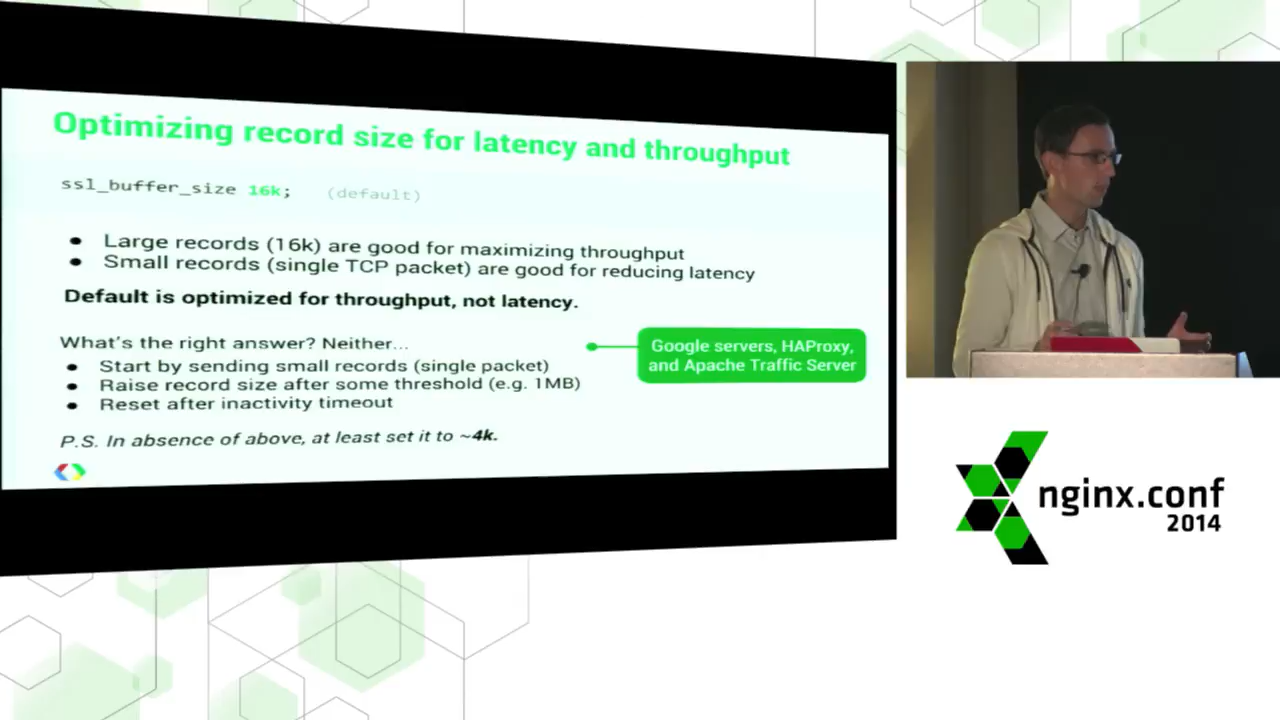 Optimizing record size for latency and throughput
ssl_buffer_size 16k; (default)
● Large records (16k) are good for maximizing throughput
● Small records (single TCP packet) are good for reducing latency
Default is optimized for throughput, not latency.
What's the right answer? Neither...
● Start by sending small records (single packet)
● Raise record size after some threshold (e.g. 1MB)
● Reset after inactivity timeout
Google servers, HAProxy,
and Apache Traffic Server
P.S. In absence of above, at least set it to ~4k.
nginx.conf
2014